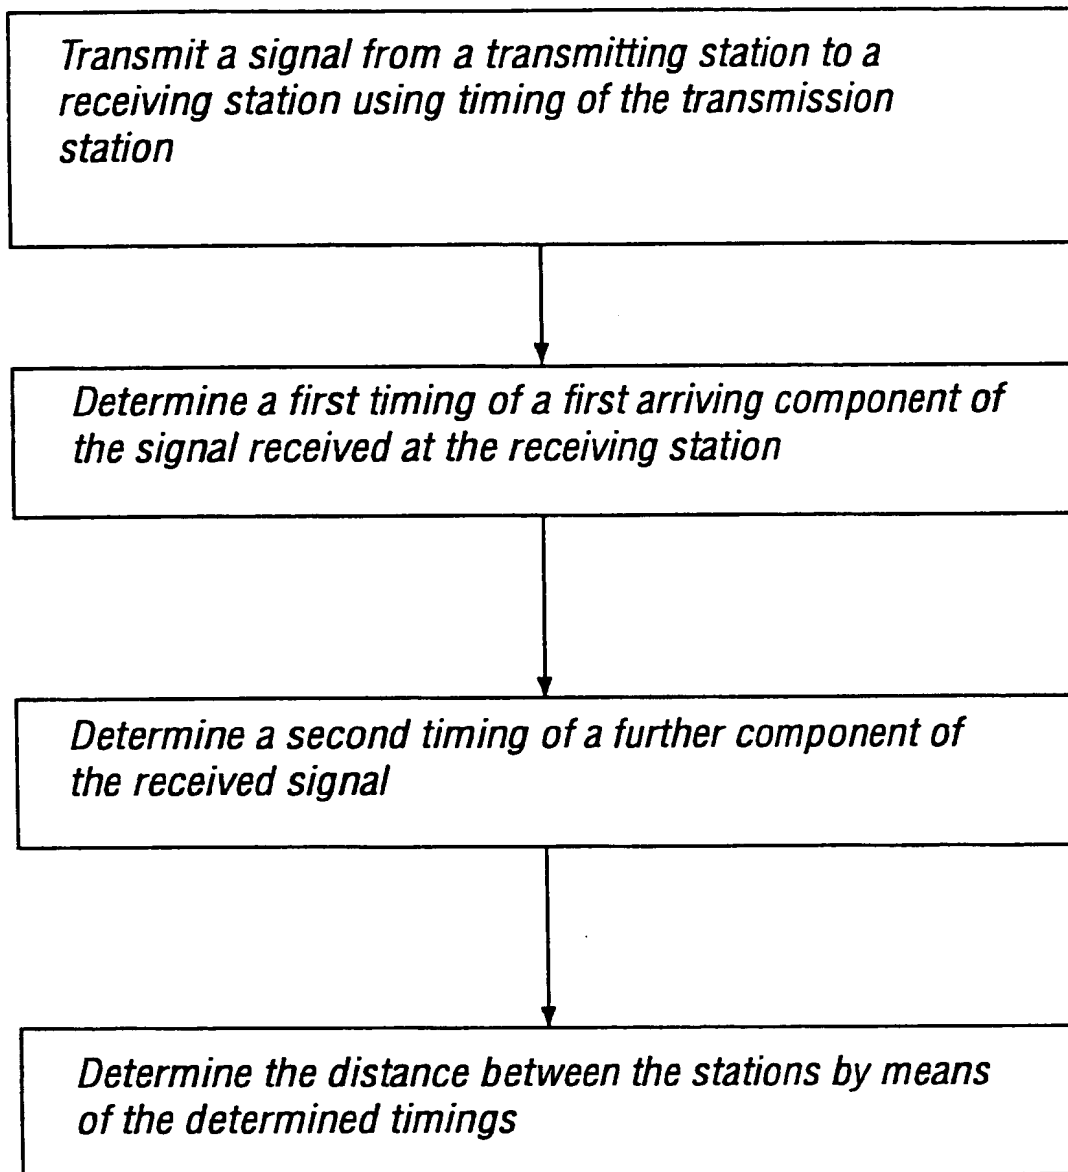 Transmit a signal from a transmitting station to a
receiving station using timing of the transmission
station
Determine a first timing of a first arriving component of
the signal received at the receiving station
Determine a second timing of a further component of
the received signal
Determine the distance between the stations by means
of the determined timings